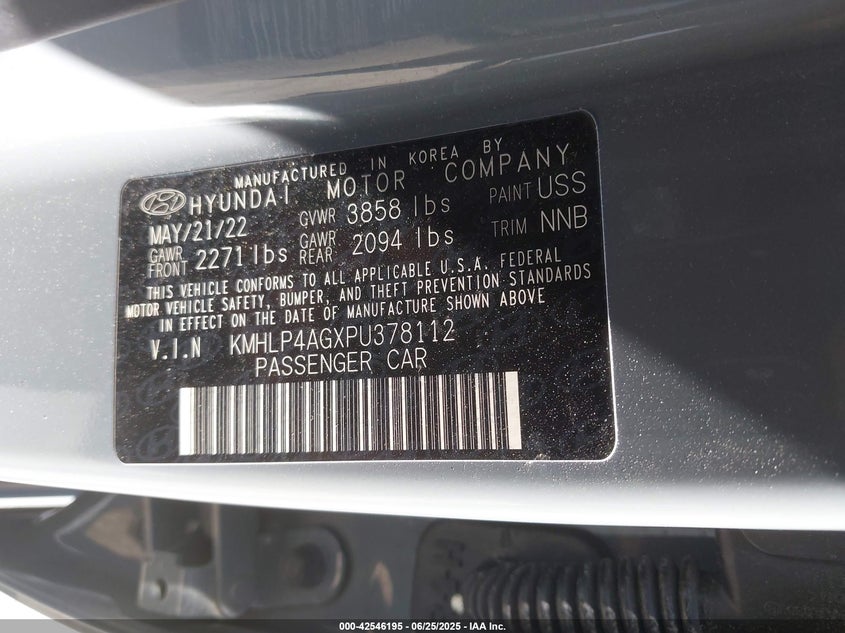 MANUFACTURED IN KOREA BY
HYUNDAI MOTOR COMPANY
MAY/21/22 GVWR 3858 lbs PAINT USS
GAWR FRONT 2271 lbs GAWR REAR 2094 lbs TRIM NNB
THIS VEHICLE CONFORMS TO ALL APPLICABLE U.S.A. FEDERAL
MOTOR VEHICLE SAFETY, BUMPER, AND THEFT PREVENTION STANDARDS
IN EFFECT ON THE DATE OF MANUFACTURE SHOWN ABOVE
V.I.N KMHLP4AGXPU378112
PASSENGER CAR
000-42546195 - 06/25/2025 - IAA Inc.